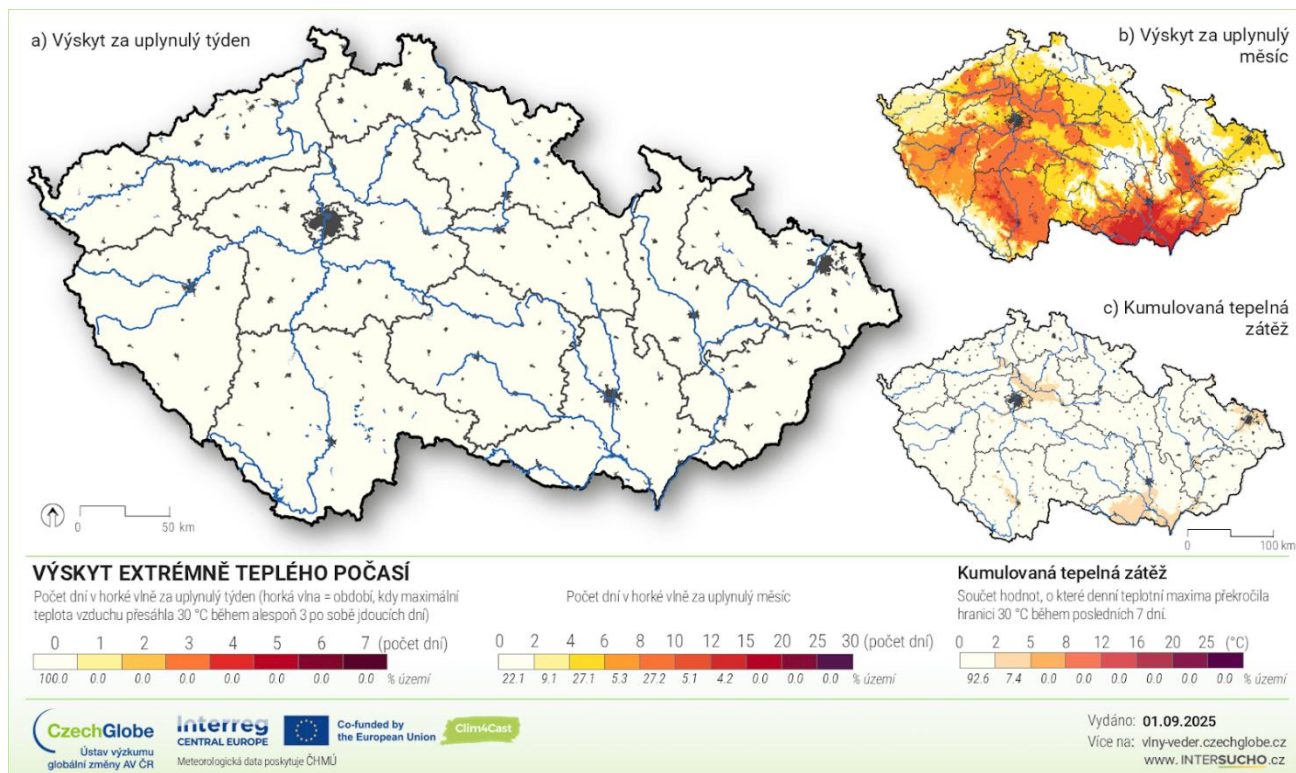 a) Výskyt za uplynulý týden
b) Výskyt za uplynulý
měsíc
c) Kumulovaná tepelná
zátěž
0 50 km
0 100 km
VÝSKYT EXTRÉMNĚ TEPLÉHO POČASÍ
Počet dní v horké vlně za uplynulý týden (horká vlna = období, kdy maximální
teplota vzduchu přesáhla 30 °C během alespoň 3 po sobě jdoucích dní)
0 1 2 3 4 5 6 7 (počet dní)
100.0 0.0 0.0 0.0 0.0 0.0 0.0 0.0 % území
Počet dní v horké vlně za uplynulý měsíc
0 2 4 6 8 10 12 15 20 25 30 (počet dní)
22.1 9.1 27.1 5.3 27.2 5.1 4.2 0.0 0.0 0.0 % území
Kumulovaná tepelná zátěž
Součet hodnot, o které denní teplotní maxima překročila
hranici 30 °C během posledních 7 dní.
0 2 5 8 12 16 20 25 (°C)
92.6 7.4 0.0 0.0 0.0 0.0 0.0 0.0 % území
CzechGlobe
Ústav výzkumu
globální změny AV ČR
Interreg
CENTRAL EUROPE
Co-funded by
the European Union
Clim4Cast
Meteorologická data poskytuje ČHMÚ
Vydáno: 01.09.2025
Více na: vlny-veder.czechglobe.cz
www. INTERSUCHO.cz